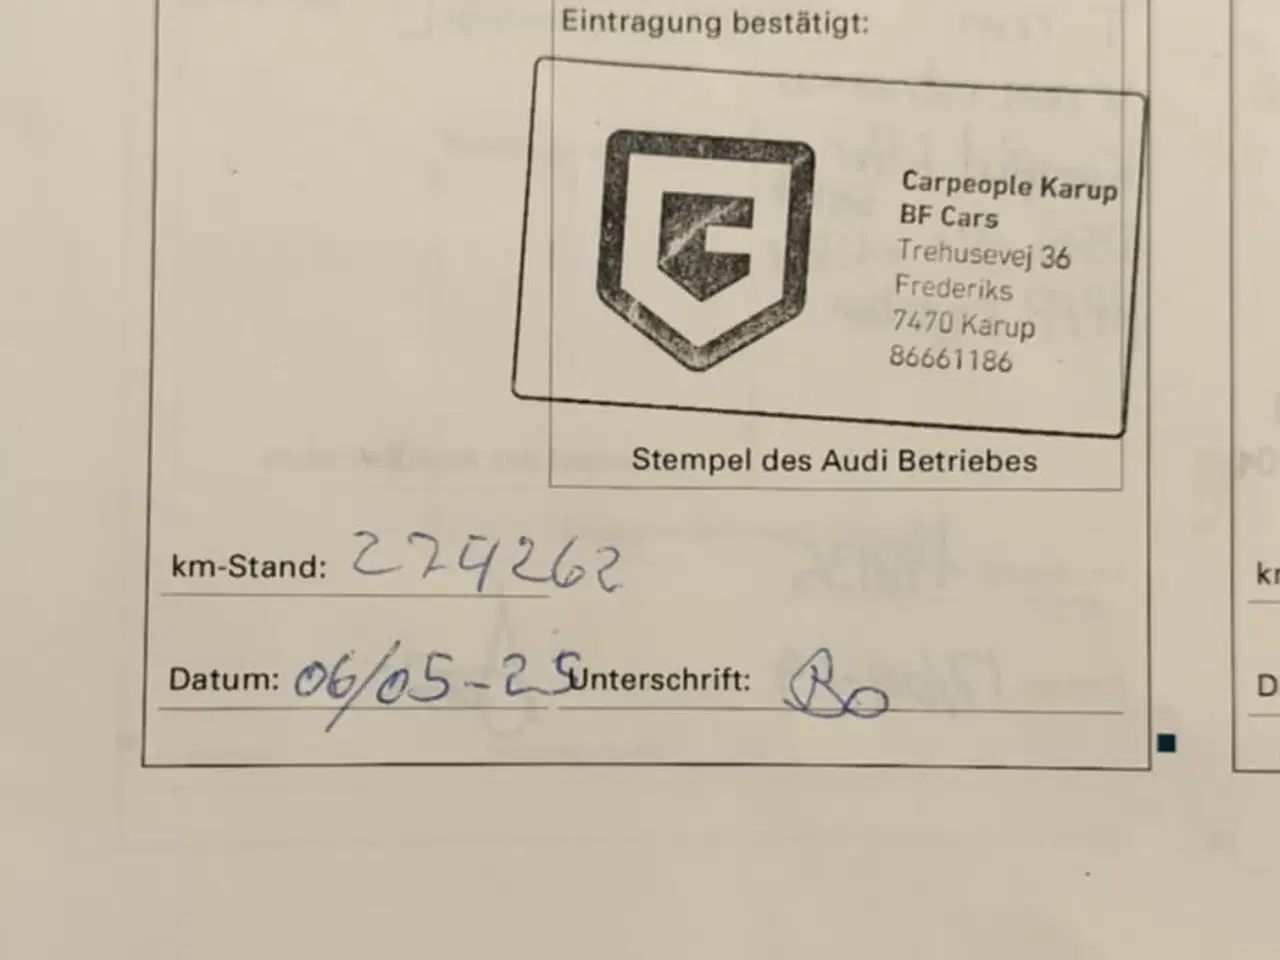 Eintragung bestätigt:
Carpeople Karup
BF Cars
Trehusevej 36
Frederiks
7470 Karup
86661186
Stempel des Audi Betriebes
km-Stand: 274262
Datum: 06/05-25 Unterschrift: Bo